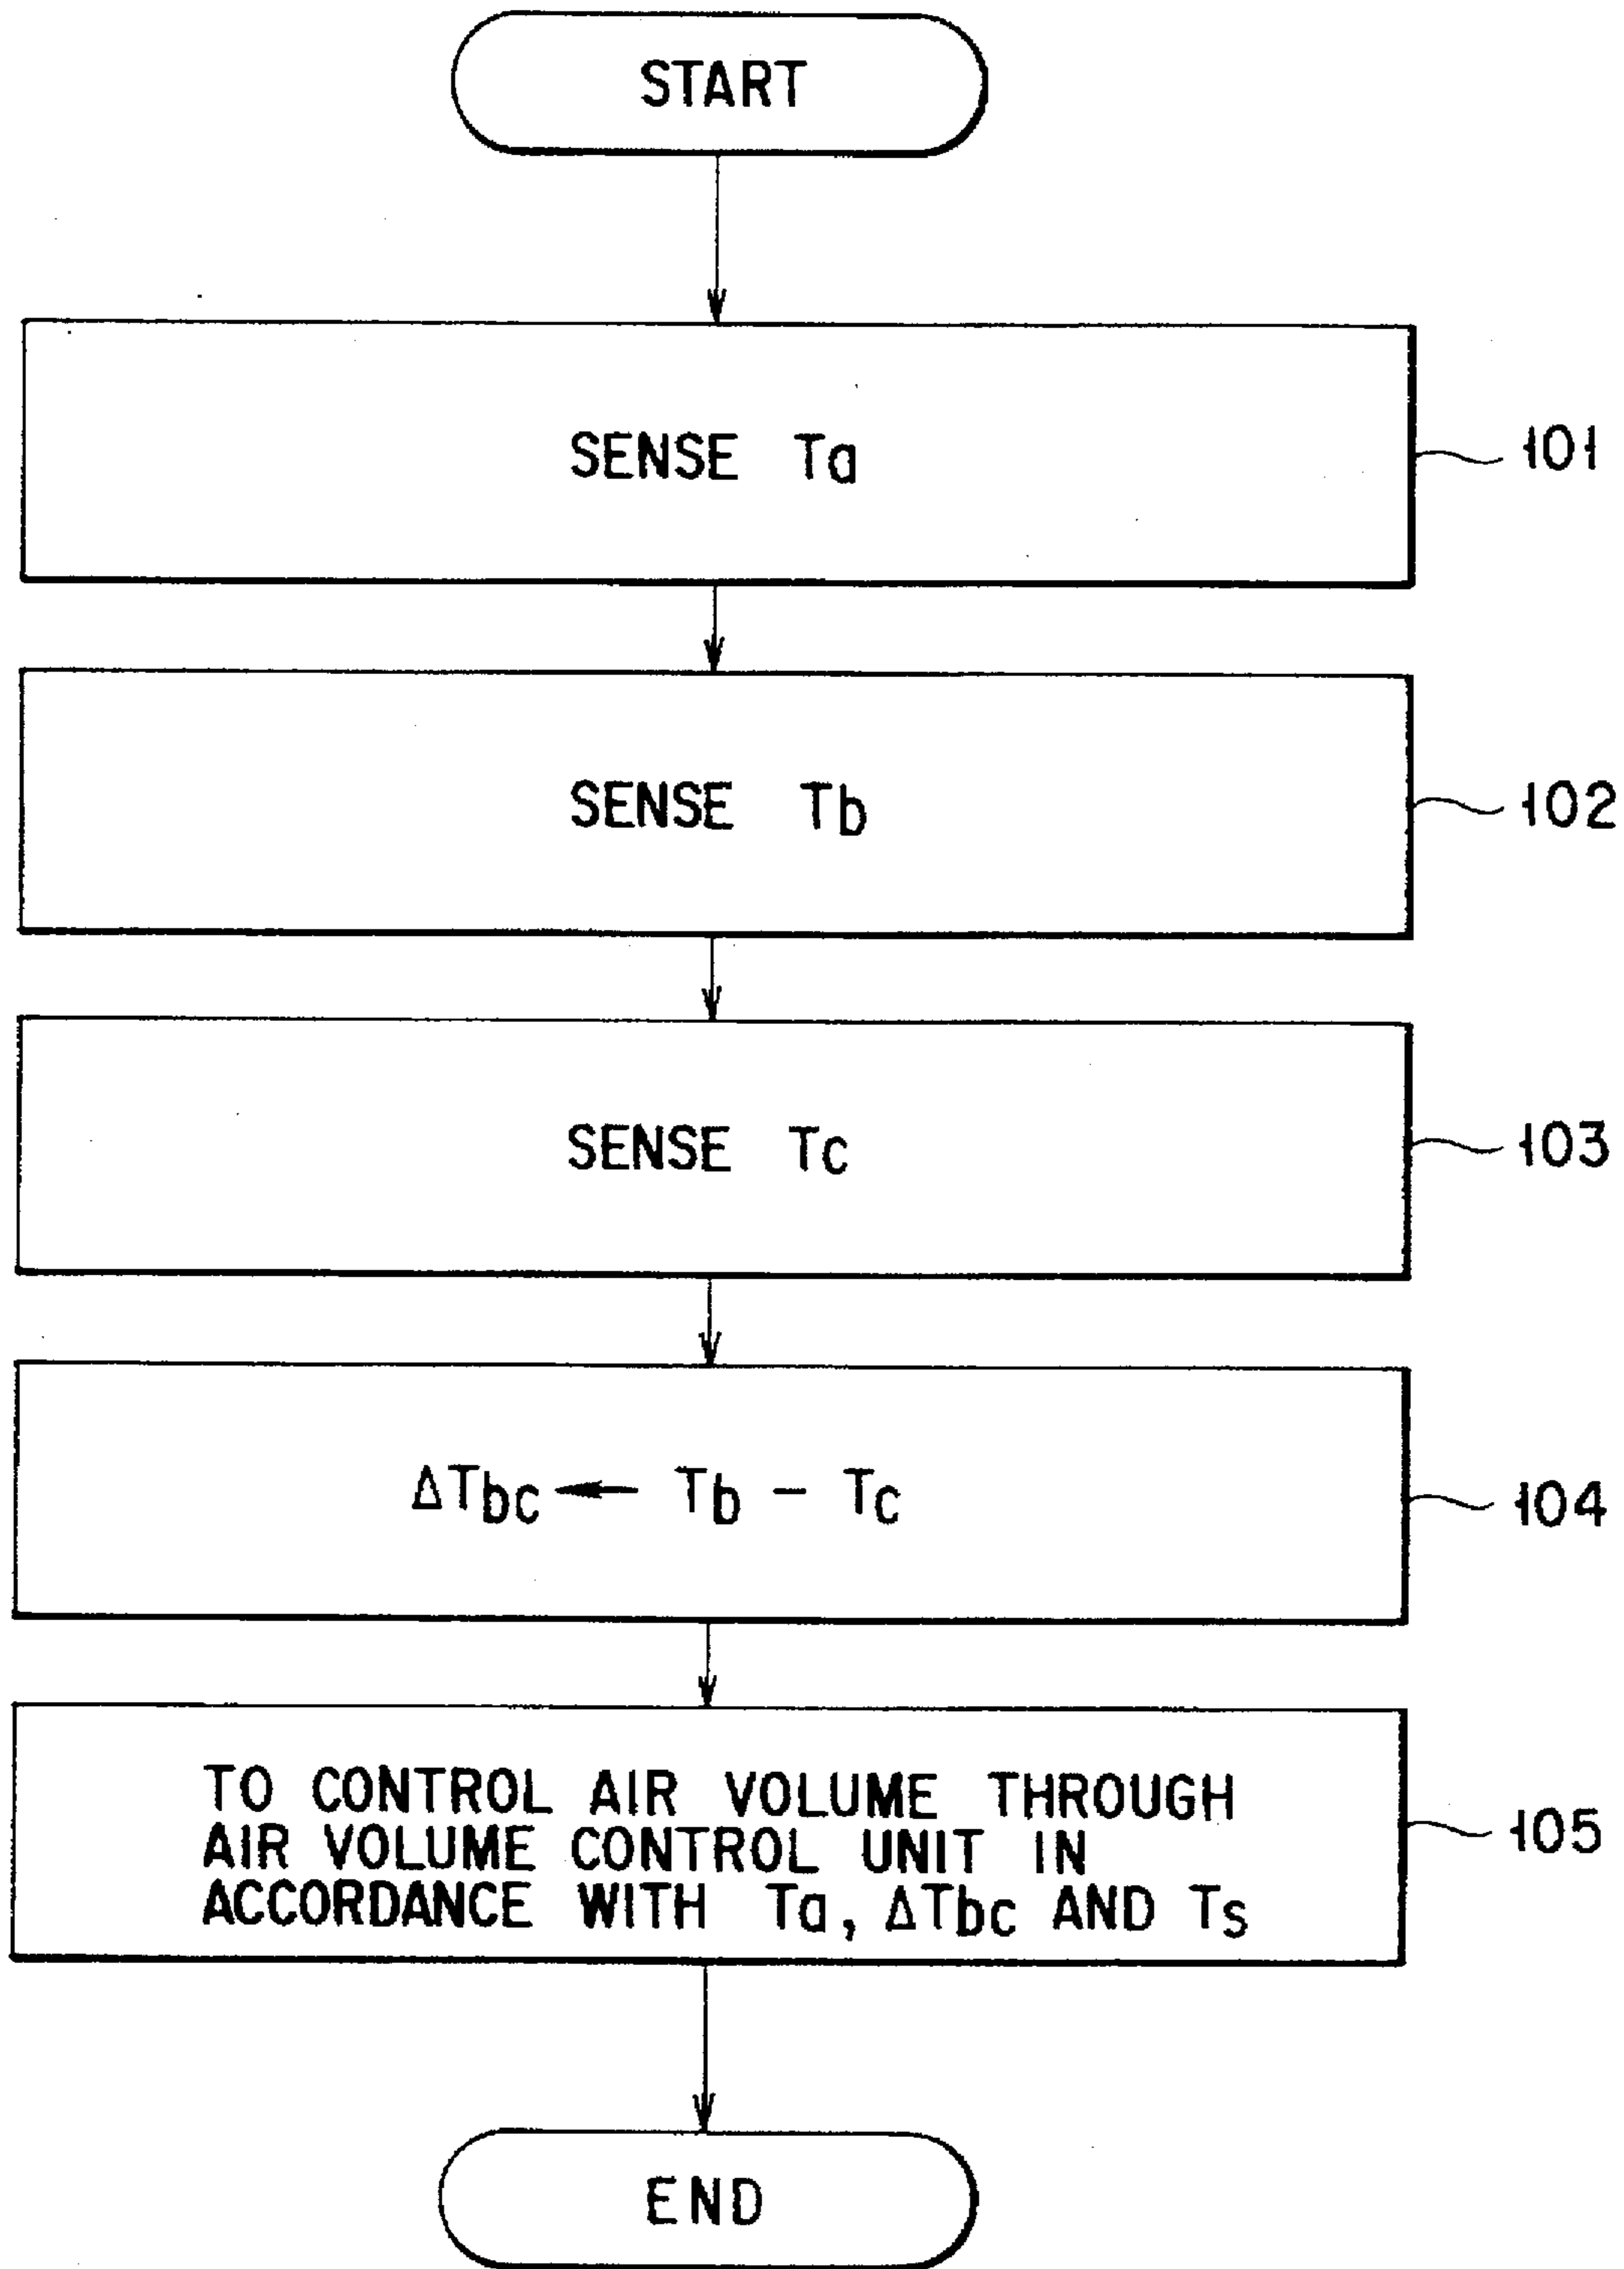 START
SENSE Ta
101
SENSE Tb
102
SENSE Tc
103
ΔTbc ← Tb - Tc
104
TO CONTROL AIR VOLUME THROUGH
AIR VOLUME CONTROL UNIT IN
ACCORDANCE WITH Ta, ΔTbc AND Ts
105
END